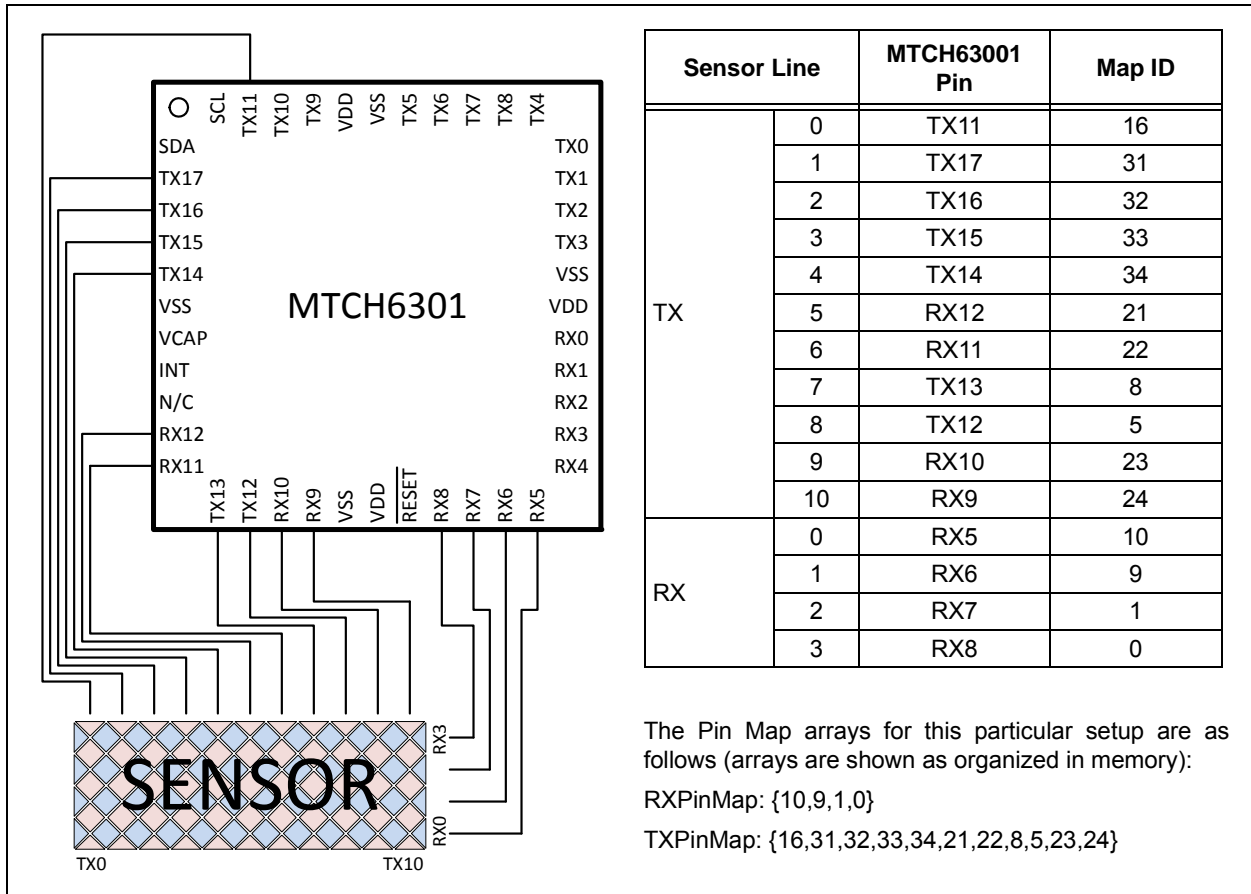 SCL
TX11
TX10
TX9
VDD
VSS
TX5
TX6
TX7
TX8
TX4
SDA
TX17
TX16
TX15
TX14
VSS
VCAP
INT
N/C
RX12
RX11
MTCH6301
TX0
TX1
TX2
TX3
VSS
VDD
RX0
RX1
RX2
RX3
RX4
TX13
TX12
RX10
RX9
VSS
VDD
RESET
RX8
RX7
RX6
RX5
SENSOR
RX3
RX0
TX0
TX10
Sensor Line MTCH63001 Pin Map ID
TX 0 TX11 16
1 TX17 31
2 TX16 32
3 TX15 33
4 TX14 34
5 RX12 21
6 RX11 22
7 TX13 8
8 TX12 5
9 RX10 23
10 RX9 24
RX 0 RX5 10
1 RX6 9
2 RX7 1
3 RX8 0
The Pin Map arrays for this particular setup are as
follows (arrays are shown as organized in memory):
RXPinMap: {10,9,1,0}
TXPinMap: {16,31,32,33,34,21,22,8,5,23,24}